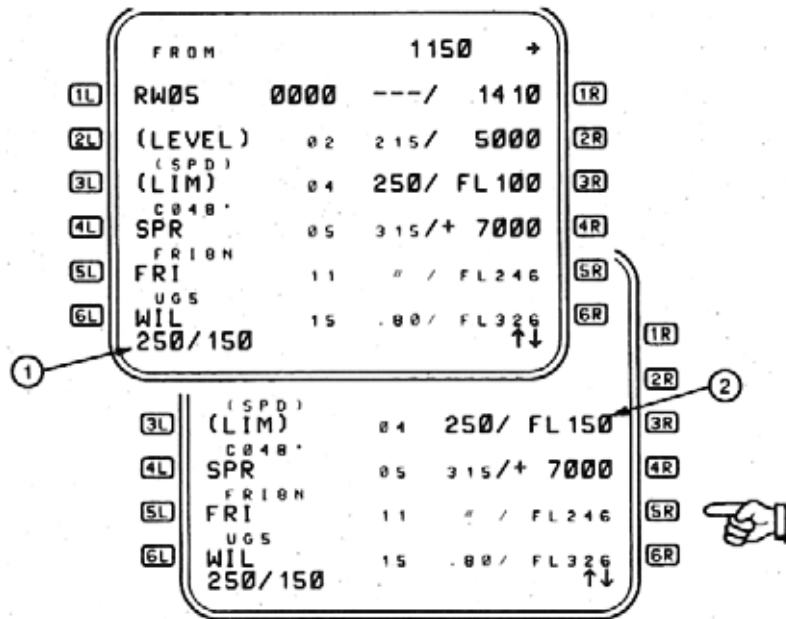 FROM 1150 →
1L RW05 0000 ---/ 1410 1R
2L (LEVEL) 02 215/ 5000 2R
(SPD)
3L (LIM) 04 250/ FL100 3R
C048°
4L SPR 05 315/+ 7000 4R
FRI8N
5L FRI 11 " / FL246 5R
UG5
6L WIL 15 .80/ FL326 6R
250/150 ↑↓
1
1R
2R
2
(SPD)
3L (LIM) 04 250/ FL150 3R
C048°
4L SPR 05 315/+ 7000 4R
FRI8N
5L FRI 11 " / FL246 5R
UG5
6L WIL 15 .80/ FL326 6R
250/150 ↑↓